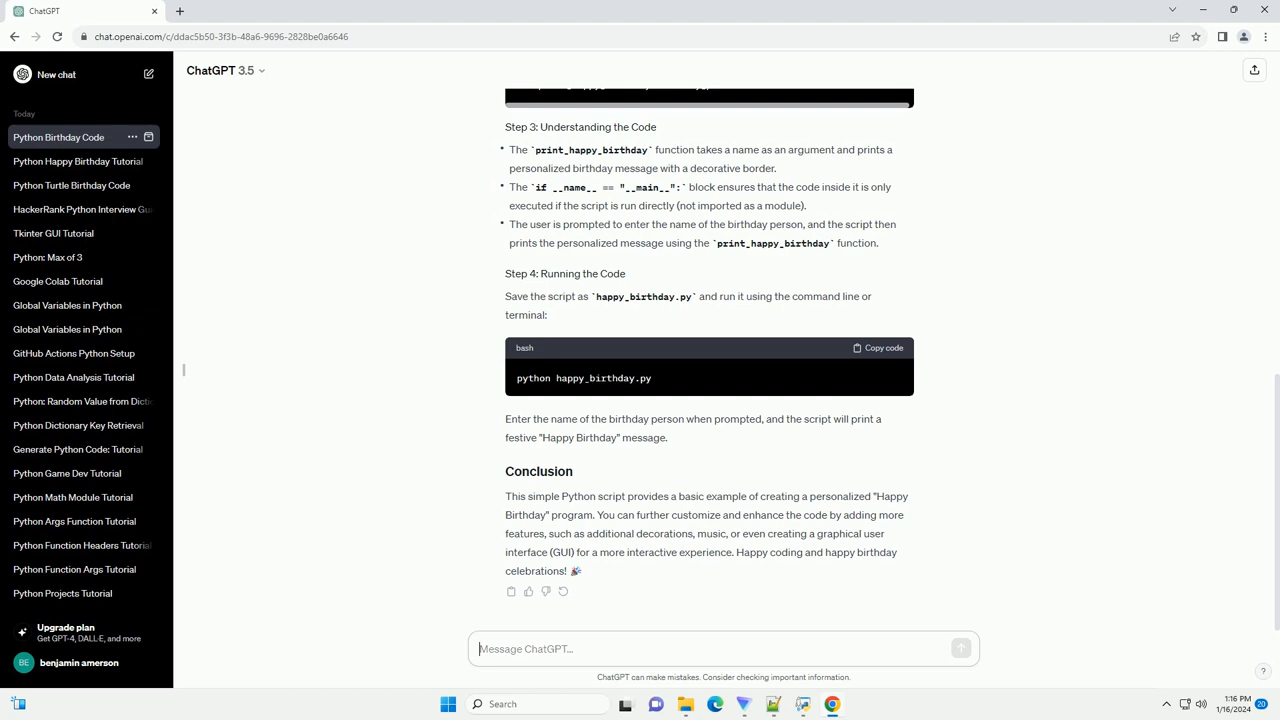 ChatGPT
chat.openai.com/c/ddac5b50-3f3b-48a6-9696-2828be0a6646
New chat
ChatGPT 3.5
Today
Python Birthday Code
Python Happy Birthday Tutorial
Python Turtle Birthday Code
HackerRank Python Interview Gu
Tkinter GUI Tutorial
Python: Max of 3
Google Colab Tutorial
Global Variables in Python
Global Variables in Python
GitHub Actions Python Setup
Python Data Analysis Tutorial
Python: Random Value from Dicti
Python Dictionary Key Retrieval
Generate Python Code: Tutorial
Python Game Dev Tutorial
Python Math Module Tutorial
Python Args Function Tutorial
Python Function Headers Tutorial
Python Function Args Tutorial
Python Projects Tutorial
Upgrade plan
Get GPT-4, DALL·E, and more
BE benjamin amerson
Step 3: Understanding the Code
• The `print_happy_birthday` function takes a name as an argument and prints a
personalized birthday message with a decorative border.
• The `if __name__ == "__main__":` block ensures that the code inside it is only
executed if the script is run directly (not imported as a module).
• The user is prompted to enter the name of the birthday person, and the script then
prints the personalized message using the `print_happy_birthday` function.
Step 4: Running the Code
Save the script as `happy_birthday.py` and run it using the command line or
terminal:
bash
Copy code
python happy_birthday.py
Enter the name of the birthday person when prompted, and the script will print a
festive "Happy Birthday" message.
Conclusion
This simple Python script provides a basic example of creating a personalized "Happy
Birthday" program. You can further customize and enhance the code by adding more
features, such as additional decorations, music, or even creating a graphical user
interface (GUI) for a more interactive experience. Happy coding and happy birthday
celebrations! 🎉
Message ChatGPT...
ChatGPT can make mistakes. Consider checking important information.
?
Search
1:16 PM
1/16/2024
20